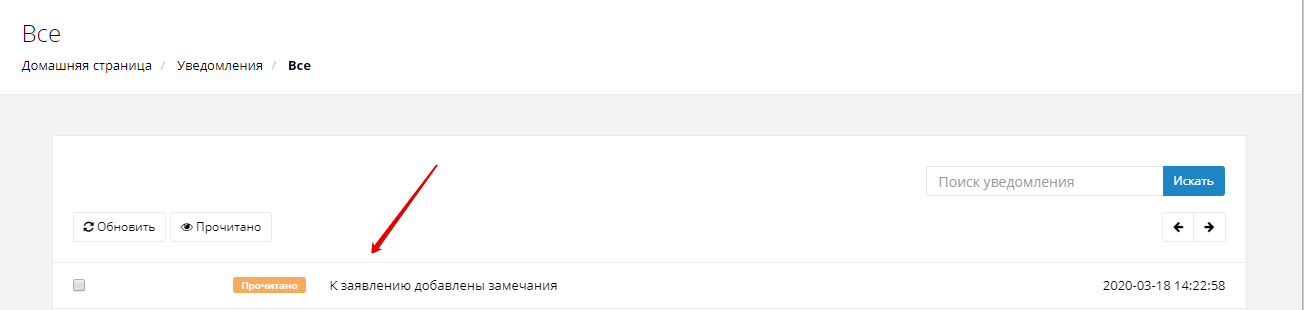 Все
Домашняя страница / Уведомления / Все
Поиск уведомления Искать
Обновить Прочитано
Прочитано К заявлению добавлены замечания 2020-03-18 14:22:58